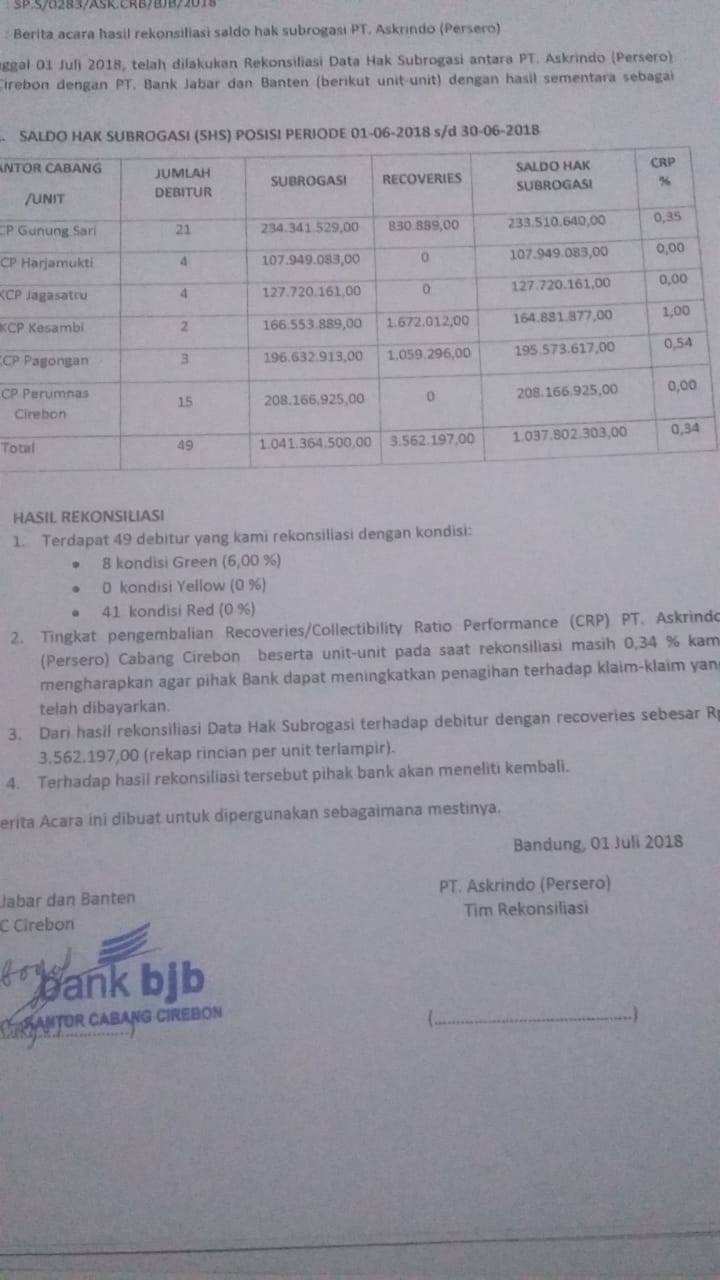 : SP.S/0283/ASK.CRB/BJB/2018
: Berita acara hasil rekonsiliasi saldo hak subrogasi PT. Askrindo (Persero)
nggal 01 Juli 2018, telah dilakukan Rekonsiliasi Data Hak Subrogasi antara PT. Askrindo (Persero)
Cirebon dengan PT. Bank Jabar dan Banten (berikut unit-unit) dengan hasil sementara sebagai
. SALDO HAK SUBROGASI (SHS) POSISI PERIODE 01-06-2018 s/d 30-06-2018
ANTOR CABANG /UNIT JUMLAH DEBITUR SUBROGASI RECOVERIES SALDO HAK SUBROGASI CRP %
CP Gunung Sari 21 234.341.529,00 830.889,00 233.510.640,00 0,35
CP Harjamukti 4 107.949.083,00 0 107.949.083,00 0,00
KCP Jagasatru 4 127.720.161,00 0 127.720.161,00 0,00
KCP Kesambi 2 166.553.889,00 1.672.012,00 164.881.877,00 1,00
CP Pagongan 3 196.632.913,00 1.059.296,00 195.573.617,00 0,54
CP Perumnas Cirebon 15 208.166.925,00 0 208.166.925,00 0,00
Total 49 1.041.364.500,00 3.562.197,00 1.037.802.303,00 0,34
HASIL REKONSILIASI
1. Terdapat 49 debitur yang kami rekonsiliasi dengan kondisi:
• 8 kondisi Green (6,00 %)
• 0 kondisi Yellow (0 %)
• 41 kondisi Red (0 %)
2. Tingkat pengembalian Recoveries/Collectibility Ratio Performance (CRP) PT. Askrindo
(Persero) Cabang Cirebon beserta unit-unit pada saat rekonsiliasi masih 0,34 % kam
mengharapkan agar pihak Bank dapat meningkatkan penagihan terhadap klaim-klaim yan
telah dibayarkan.
3. Dari hasil rekonsiliasi Data Hak Subrogasi terhadap debitur dengan recoveries sebesar Rp
3.562.197,00 (rekap rincian per unit terlampir).
4. Terhadap hasil rekonsiliasi tersebut pihak bank akan meneliti kembali.
erita Acara ini dibuat untuk dipergunakan sebagaimana mestinya.
Bandung, 01 Juli 2018
Jabar dan Banten
C Cirebon
PT. Askrindo (Persero)
Tim Rekonsiliasi
bank bjb
KANTOR CABANG CIREBON
(............................................)